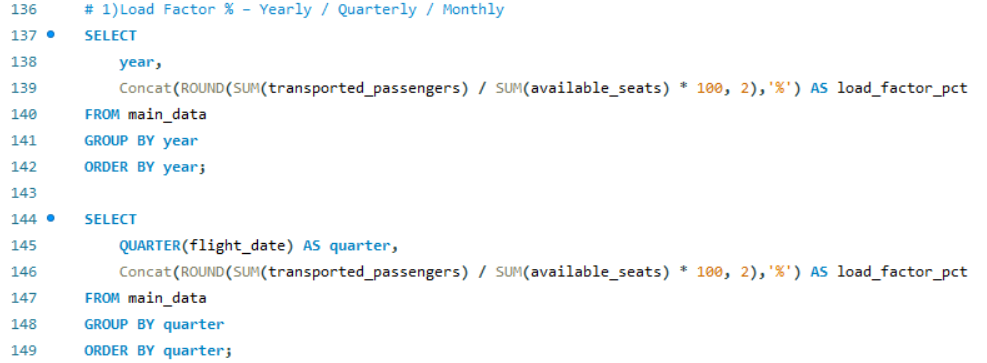 136 # 1)Load Factor % – Yearly / Quarterly / Monthly
137 SELECT
138 year,
139 Concat(ROUND(SUM(transported_passengers) / SUM(available_seats) * 100, 2),'%') AS load_factor_pct
140 FROM main_data
141 GROUP BY year
142 ORDER BY year;
143
144 SELECT
145 QUARTER(flight_date) AS quarter,
146 Concat(ROUND(SUM(transported_passengers) / SUM(available_seats) * 100, 2),'%') AS load_factor_pct
147 FROM main_data
148 GROUP BY quarter
149 ORDER BY quarter;